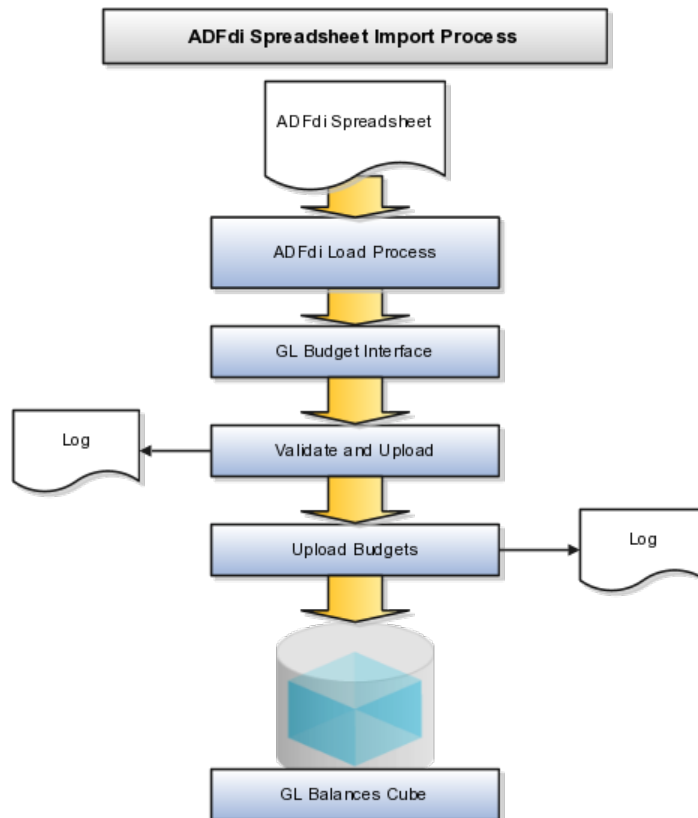 ADFdi Spreadsheet Import Process
ADFdi Spreadsheet
ADFdi Load Process
GL Budget Interface
Log
Validate and Upload
Upload Budgets
Log
GL Balances Cube